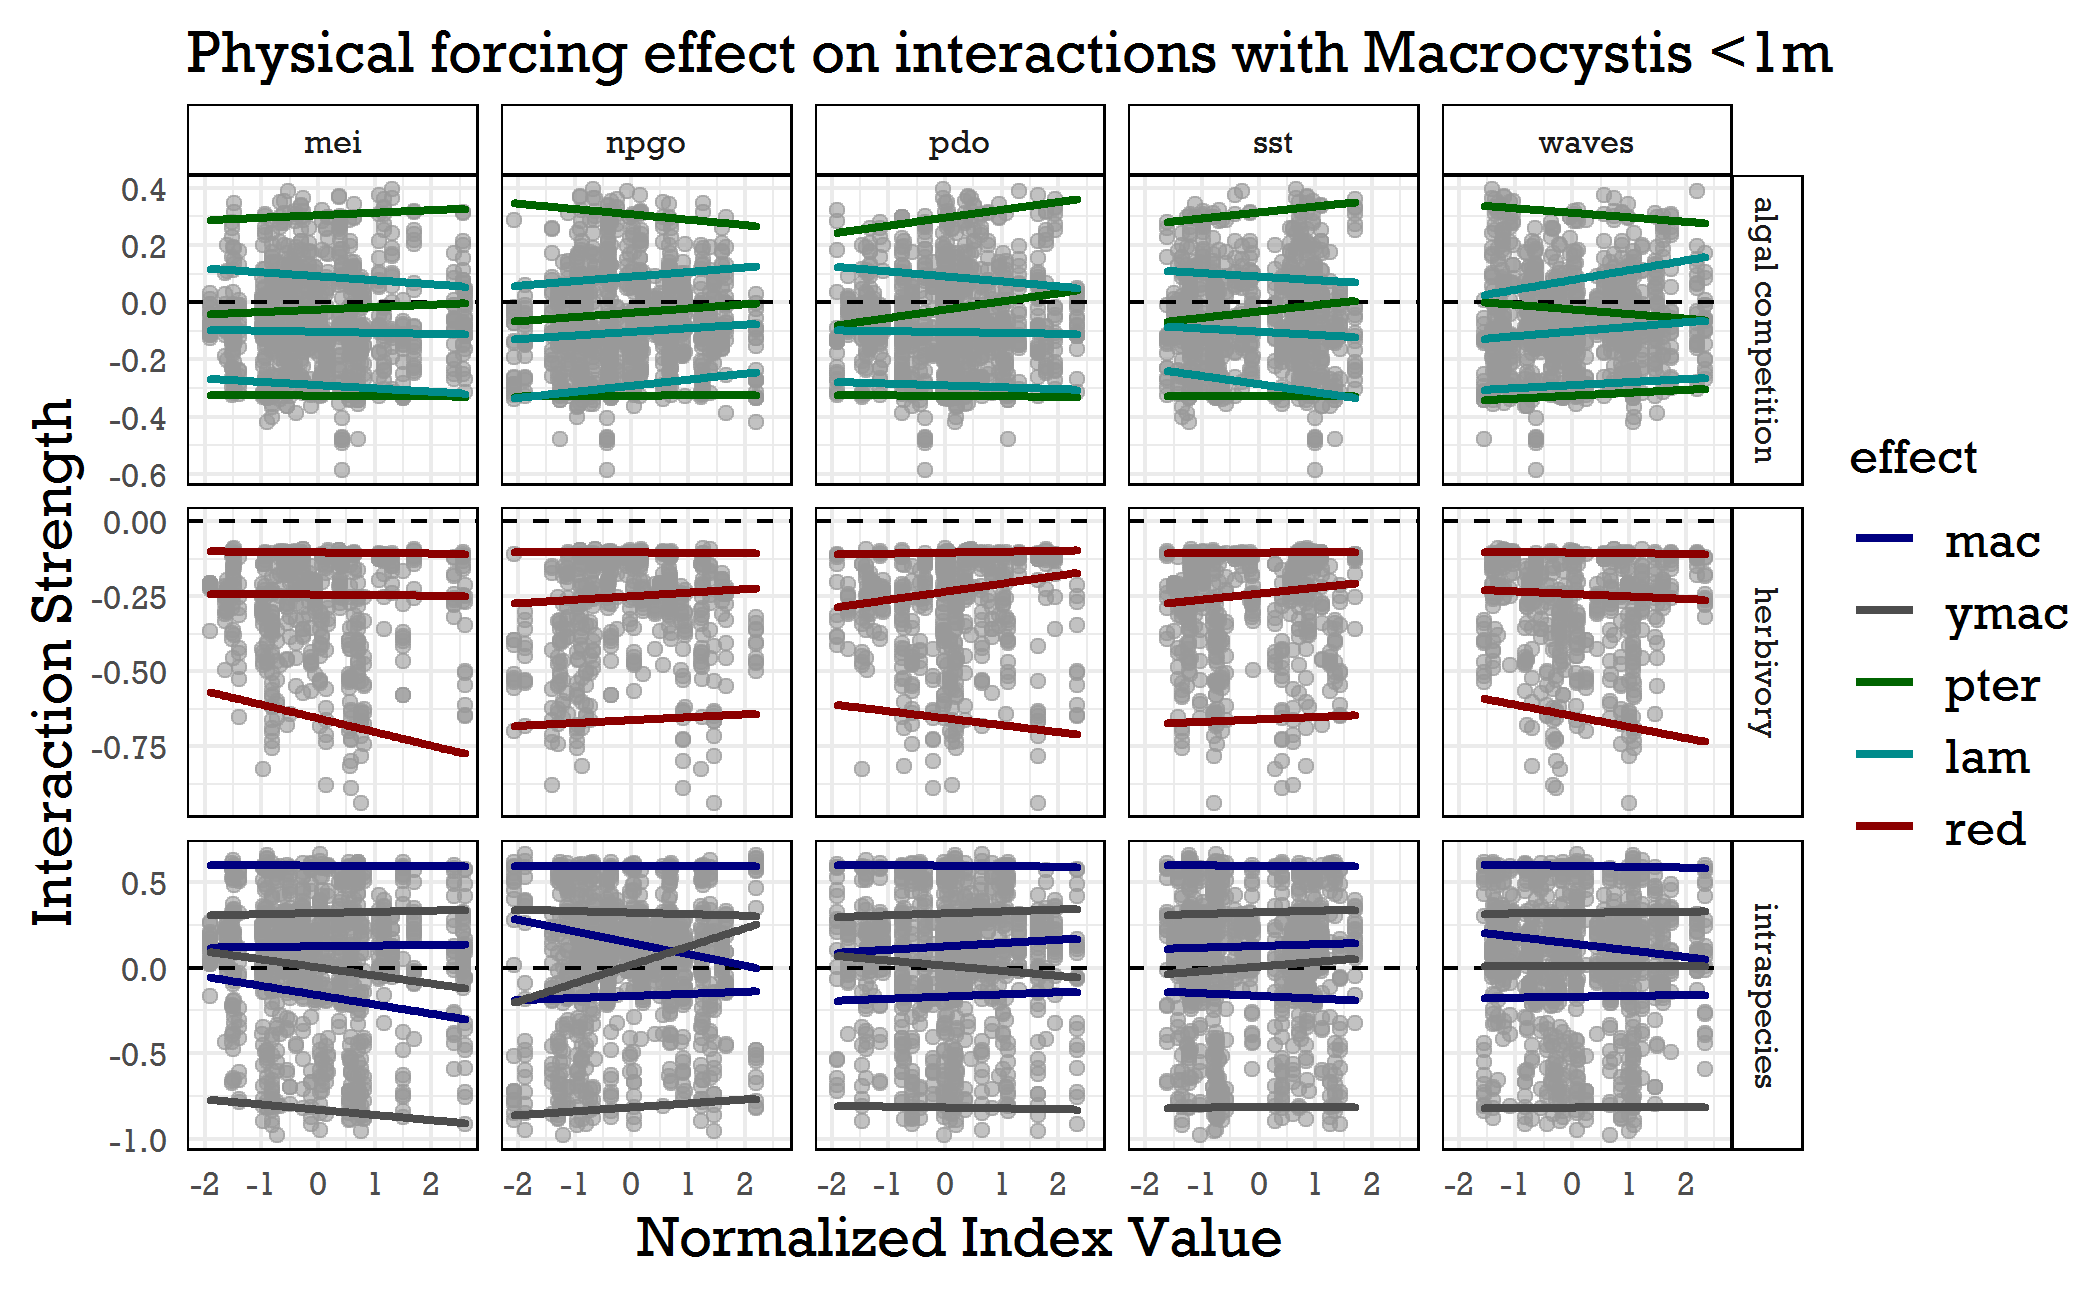 Physical forcing effect on interactions with Macrocystis <1m
mei
npgo
pdo
sst
waves
0.4
0.2
0.0
-0.2
-0.4
-0.6
algal competition
0.00
-0.25
-0.50
-0.75
herbivory
0.5
0.0
-0.5
-1.0
intraspecies
Interaction Strength
-2 -1 0 1 2
-2 -1 0 1 2
-2 -1 0 1 2
-2 -1 0 1 2
-2 -1 0 1 2
Normalized Index Value
effect
mac
ymac
pter
lam
red